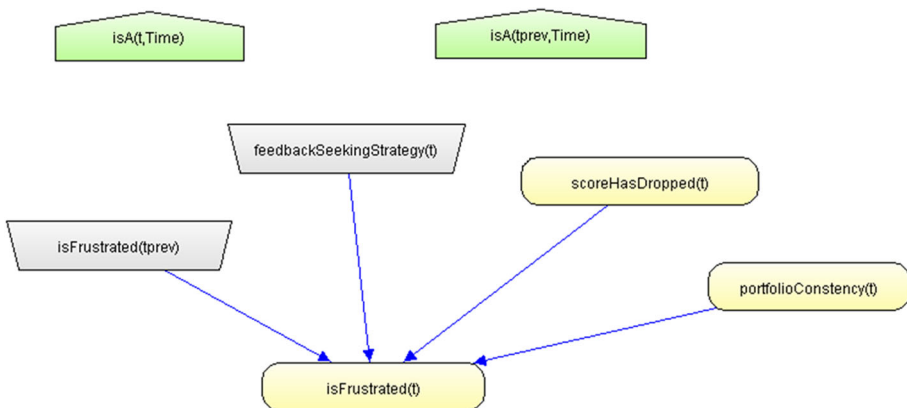 isA(t,Time)
isA(tprev,Time)
feedbackSeekingStrategy(t)
scoreHasDropped(t)
isFrustrated(tprev)
portfolioConstency(t)
isFrustrated(t)